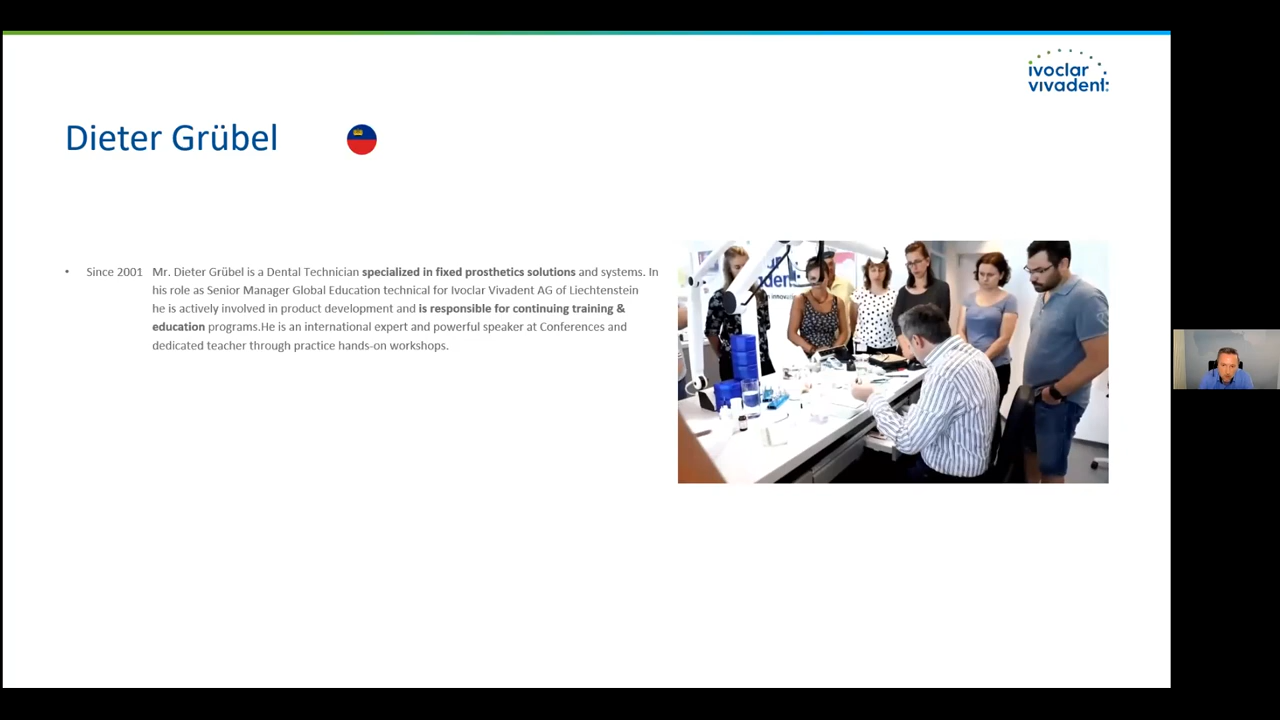 ivoclar
vivadent:
Dieter Grübel
• Since 2001 Mr. Dieter Grübel is a Dental Technician specialized in fixed prosthetics solutions and systems. In
his role as Senior Manager Global Education technical for Ivoclar Vivadent AG of Liechtenstein
he is actively involved in product development and is responsible for continuing training &
education programs.He is an international expert and powerful speaker at Conferences and
dedicated teacher through practice hands-on workshops.